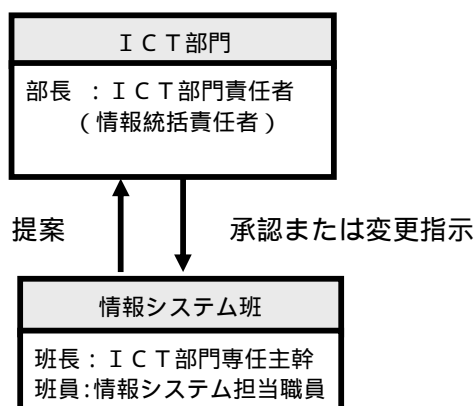 ＩＣＴ部門
部長　：ＩＣＴ部門責任者
（情報統括責任者）
提案
承認または変更指示
情報システム班
班長：ＩＣＴ部門専任主幹
班員:情報システム担当職員